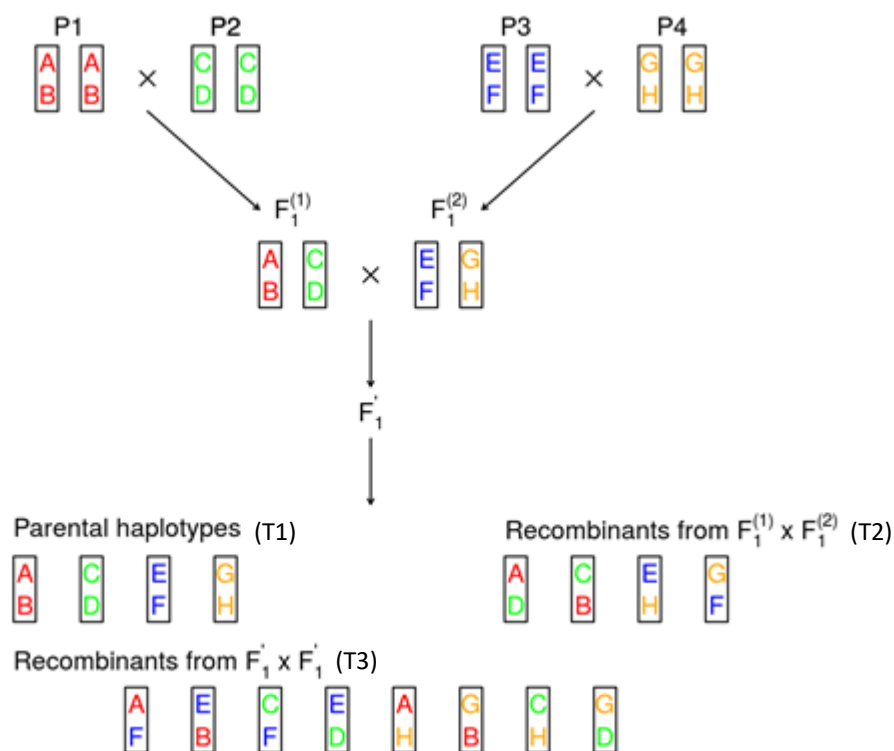 P1 P2 P3 P4
A A C C E E G G
B B × D D F F × H H
F₁⁽¹⁾ F₁⁽²⁾
A C E G
B D × F H
F₁'
Parental haplotypes (T1) Recombinants from F₁⁽¹⁾ x F₁⁽²⁾ (T2)
A C E G A C E G
B D F H D B H F
Recombinants from F₁' x F₁' (T3)
A E C E A G C G
F B F D H B H D